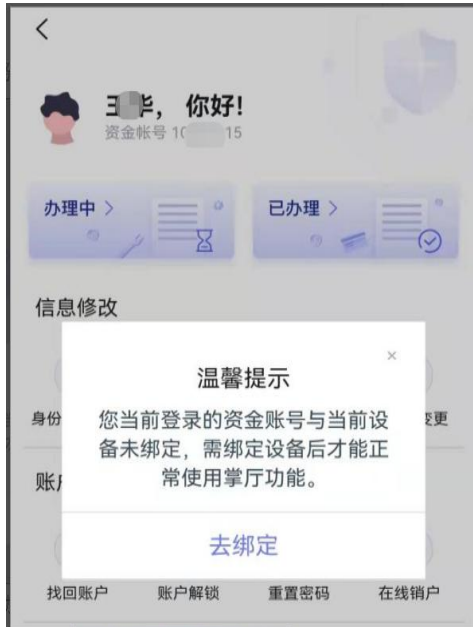 华， 你好!
资金帐号 10 15
办理中
已办理
信息修改
温馨提示
×
您当前登录的资金账号与当前设
备未绑定，需绑定设备后才能正
常使用掌厅功能。
去绑定
身份
变更
账户
找回账户
账户解锁
重置密码
在线销户